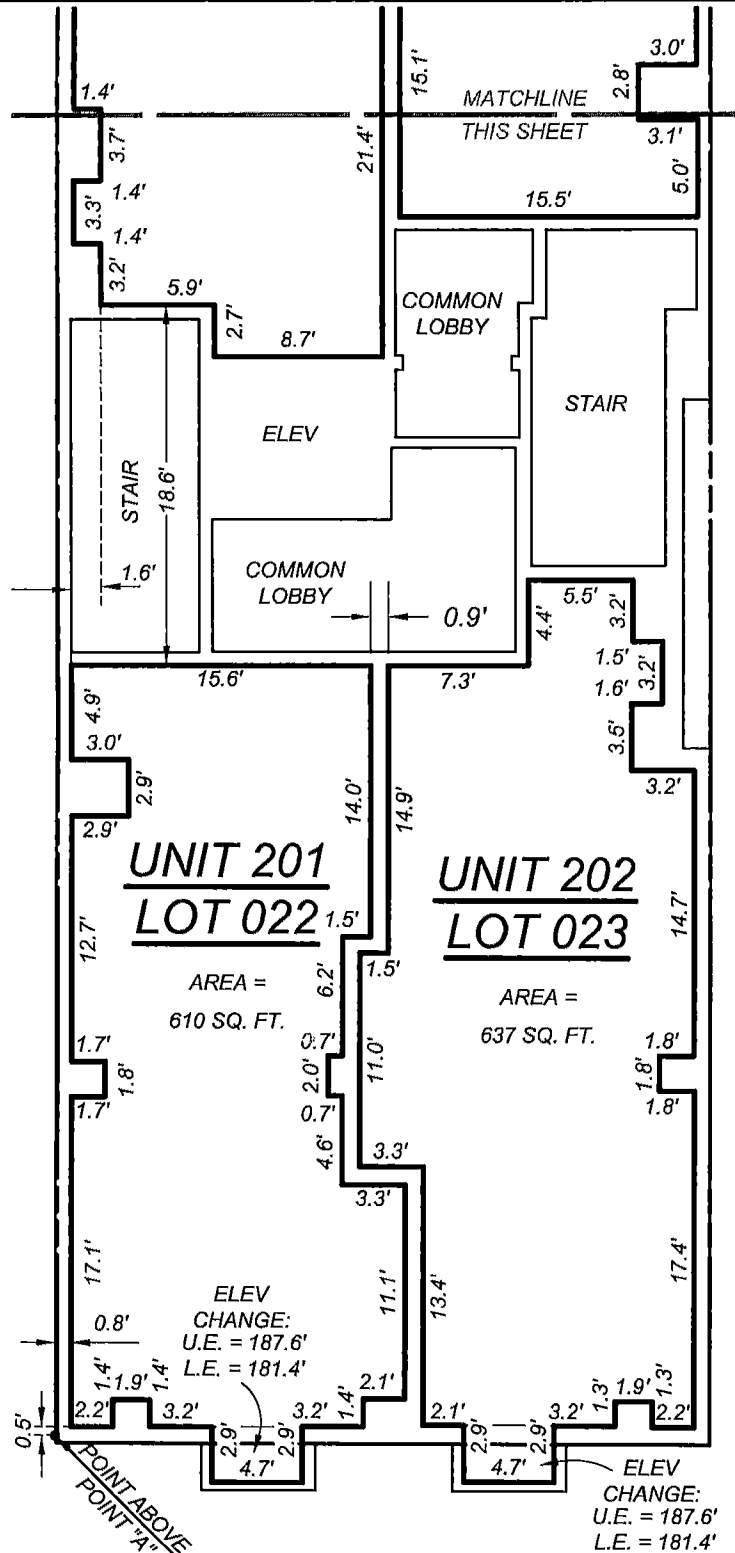 1.4'
3.7'
1.4'
3.3'
1.4'
3.2'
5.9'
2.7'
8.7'
21.4'
15.1'
MATCHLINE
THIS SHEET
3.0'
2.8'
3.1'
5.0'
15.5'
COMMON
LOBBY
STAIR
ELEV
STAIR
18.6'
1.6'
COMMON
LOBBY
0.9'
5.5'
4.4'
3.2'
1.5'
3.2'
1.6'
3.5'
3.2'
15.6'
7.3'
4.9'
3.0'
2.9'
2.9'
14.0'
14.9'
UNIT 201
LOT 022
AREA =
610 SQ. FT.
UNIT 202
LOT 023
AREA =
637 SQ. FT.
12.7'
1.5'
6.2'
1.5'
14.7'
0.7'
2.0'
0.7'
11.0'
1.7'
1.8'
1.7'
1.8'
1.8'
1.8'
4.6'
3.3'
3.3'
17.1'
11.1'
13.4'
17.4'
0.8'
ELEV
CHANGE:
U.E. = 187.6'
L.E. = 181.4'
1.4'
1.9'
1.4'
2.2'
3.2'
2.9'
2.9'
4.7'
3.2'
1.4'
2.1'
2.1'
2.9'
2.9'
4.7'
3.2'
1.3'
1.9'
1.3'
2.2'
0.5'
POINT ABOVE
POINT "A"
ELEV
CHANGE:
U.E. = 187.6'
L.E. = 181.4'